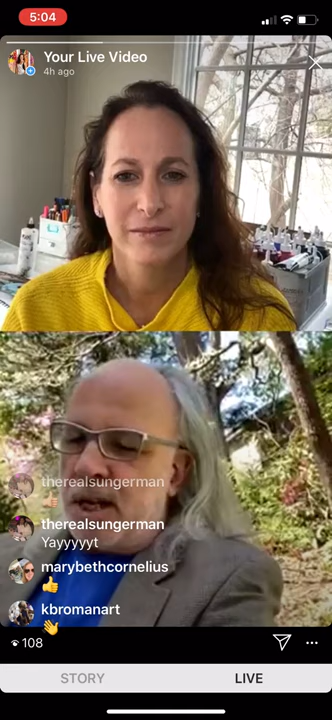 5:04
Your Live Video
4h ago
therealsungerman
👍🏻
therealsungerman
Yayyyyyt
marybethcornelius
👍
kbromanart
👋
108
STORY
LIVE